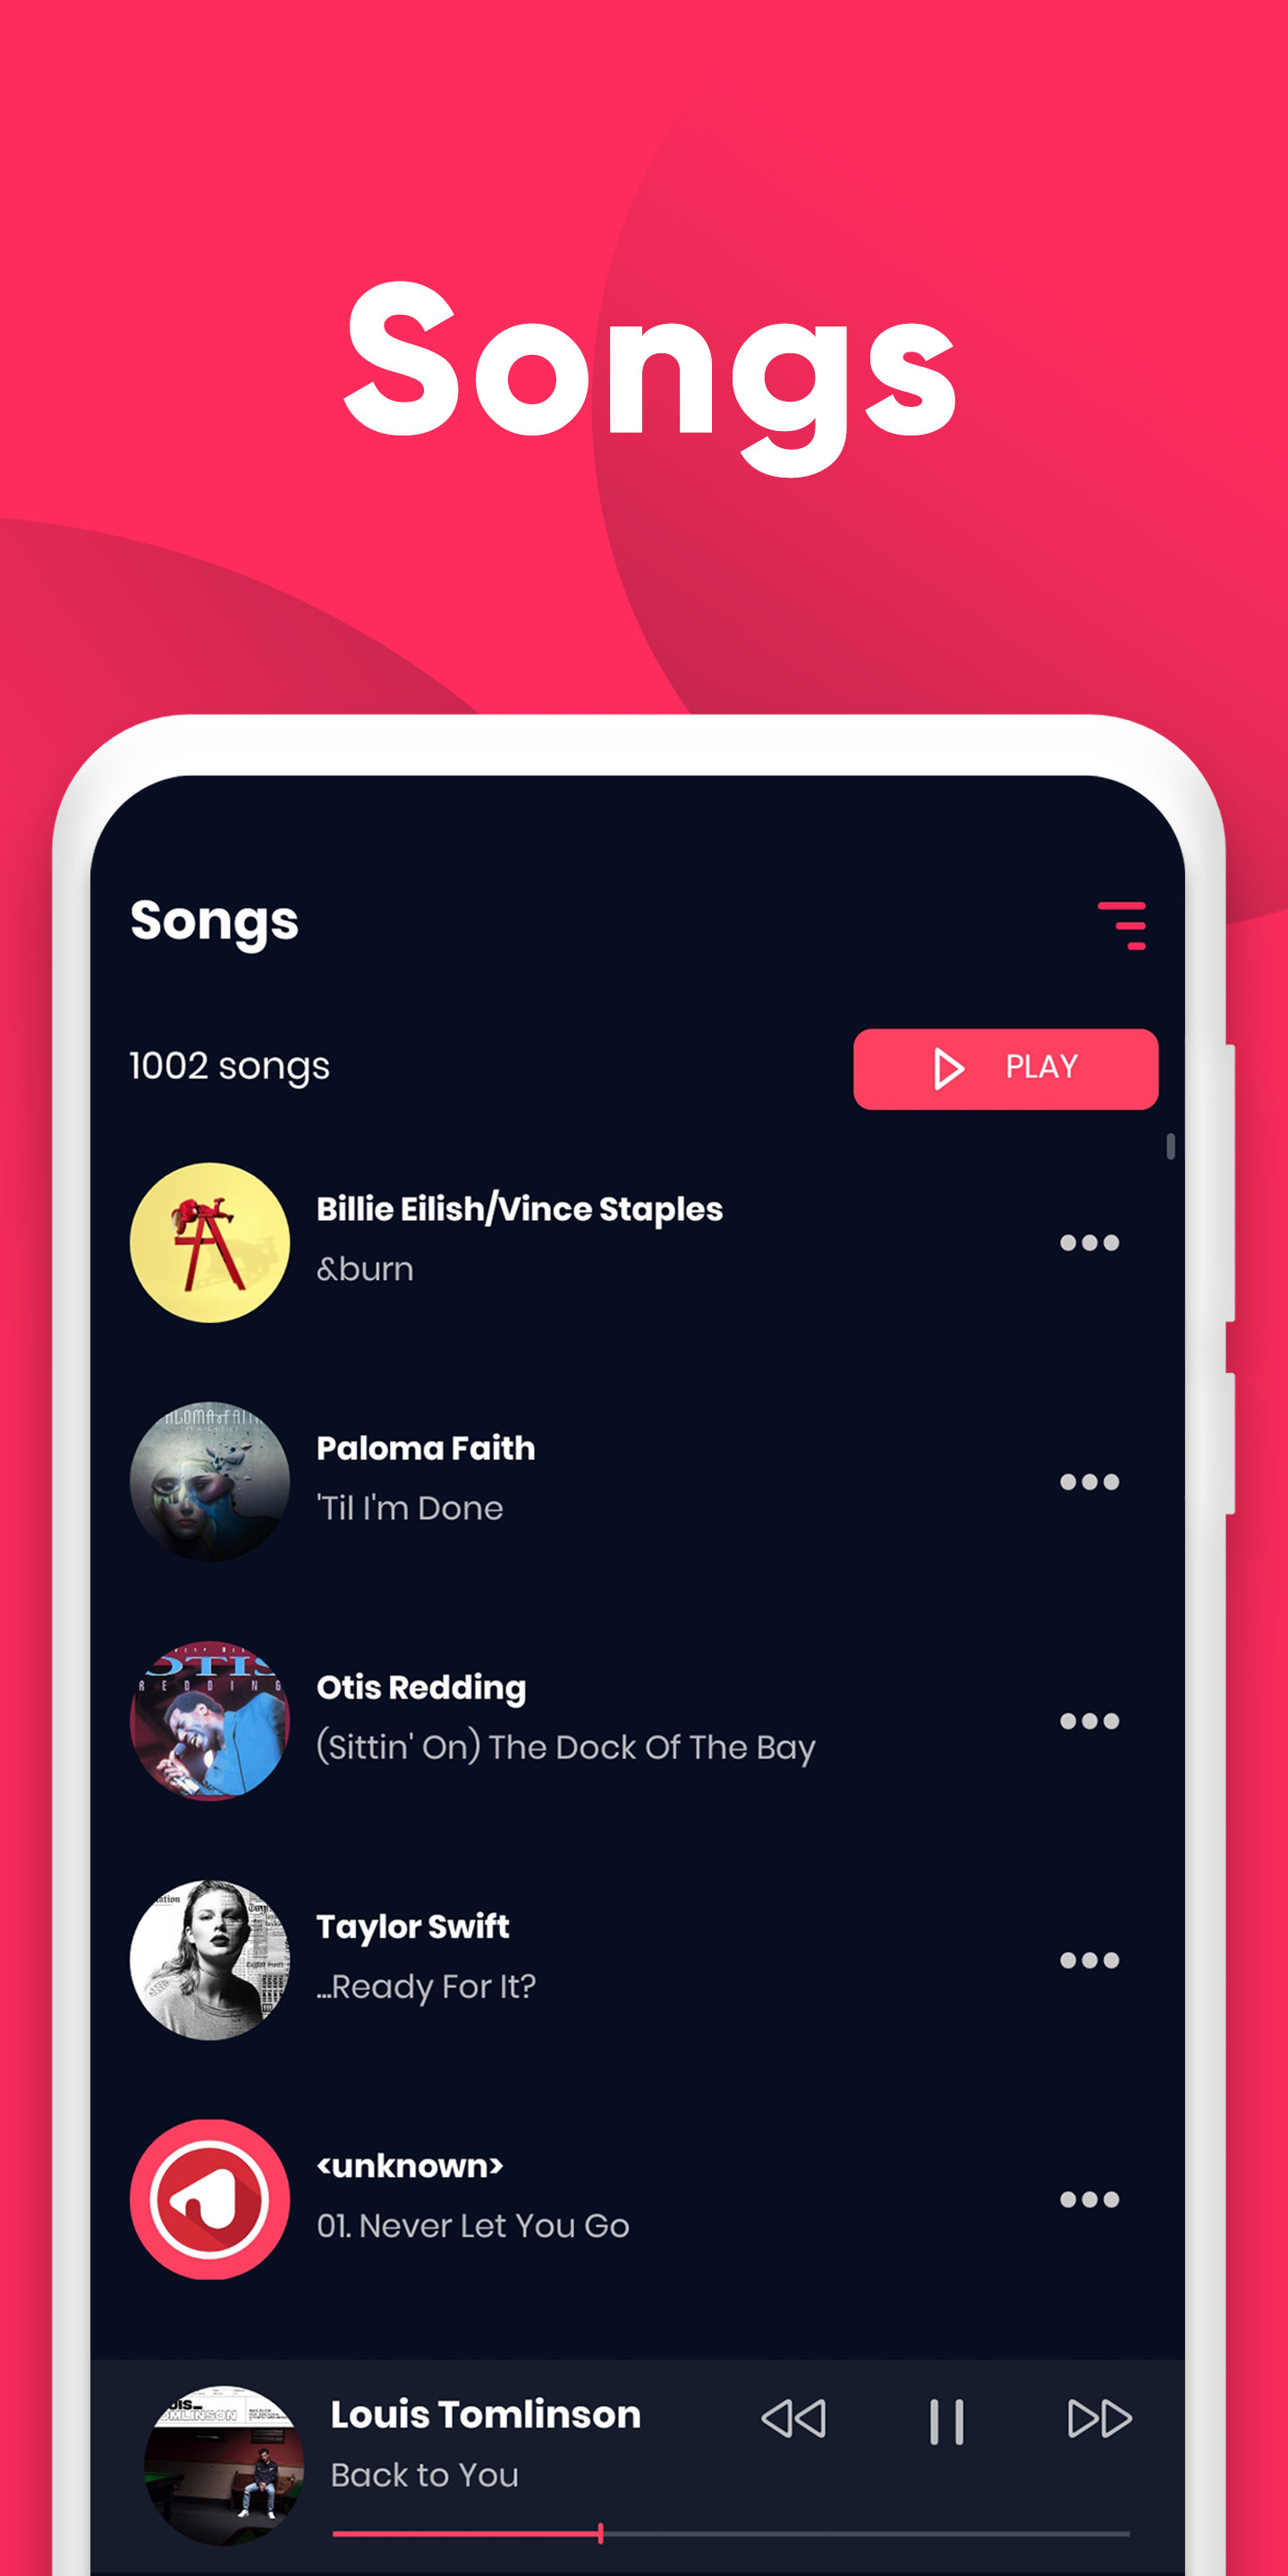 Songs
Songs
1002 songs
PLAY
Billie Eilish/Vince Staples
&burn
Paloma Faith
'Til I'm Done
OTIS
REDDING
Otis Redding
(Sittin' On) The Dock Of The Bay
Taylor Swift
...Ready For It?
<unknown>
01. Never Let You Go
Louis Tomlinson
Back to You